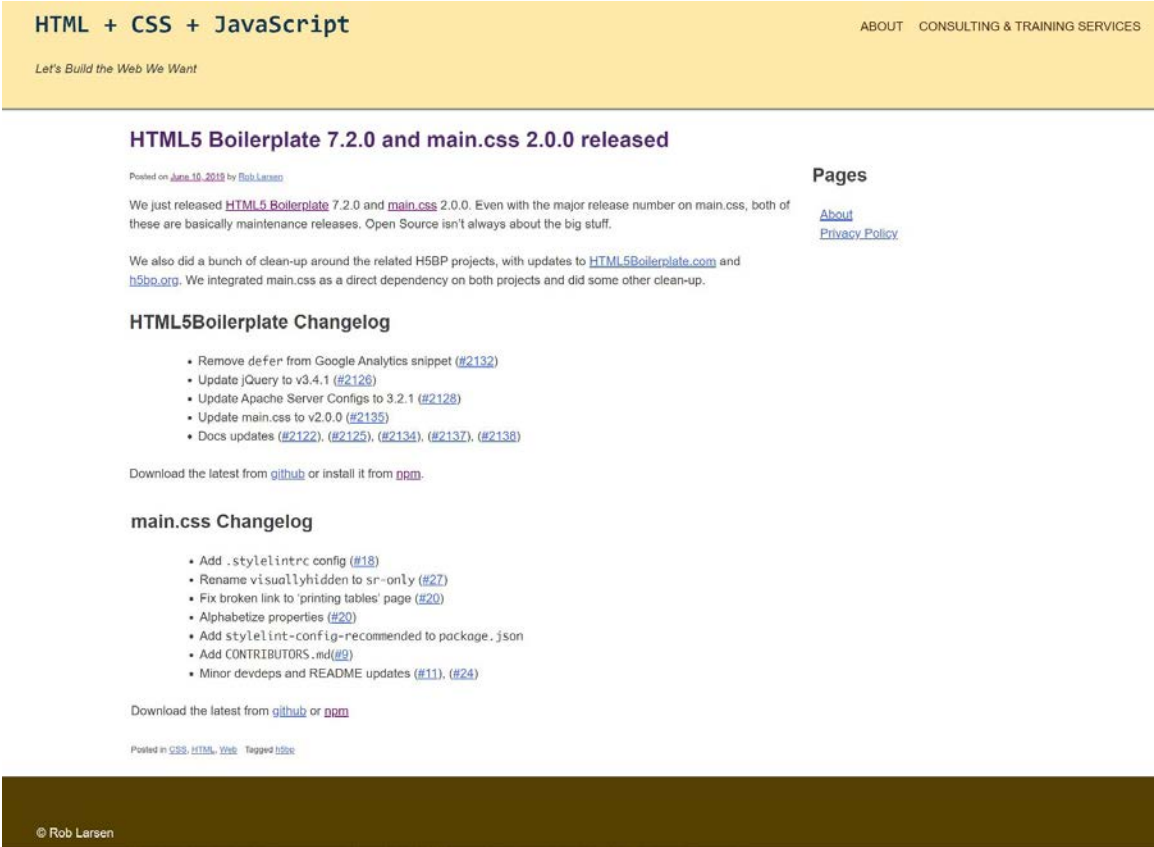 HTML + CSS + JavaScript
ABOUT CONSULTING & TRAINING SERVICES
Let's Build the Web We Want
HTML5 Boilerplate 7.2.0 and main.css 2.0.0 released
Posted on June 10, 2019 by Rob Larsen
We just released HTML5 Boilerplate 7.2.0 and main.css 2.0.0. Even with the major release number on main.css, both of
these are basically maintenance releases. Open Source isn't always about the big stuff.
We also did a bunch of clean-up around the related H5BP projects, with updates to HTML5Boilerplate.com and
h5bp.org. We integrated main.css as a direct dependency on both projects and did some other clean-up.
HTML5Boilerplate Changelog
• Remove defer from Google Analytics snippet (#2132)
• Update jQuery to v3.4.1 (#2126)
• Update Apache Server Configs to 3.2.1 (#2128)
• Update main.css to v2.0.0 (#2135)
• Docs updates (#2122), (#2125), (#2134), (#2137), (#2138)
Download the latest from github or install it from npm.
main.css Changelog
• Add .stylelintrc config (#18)
• Rename visuallyhidden to sr-only (#27)
• Fix broken link to 'printing tables' page (#20)
• Alphabetize properties (#20)
• Add stylelint-config-recommended to package.json
• Add CONTRIBUTORS.md(#9)
• Minor devdeps and README updates (#11), (#24)
Download the latest from github or npm
Posted in CSS, HTML, Web Tagged h5bp
Pages
About
Privacy Policy
© Rob Larsen